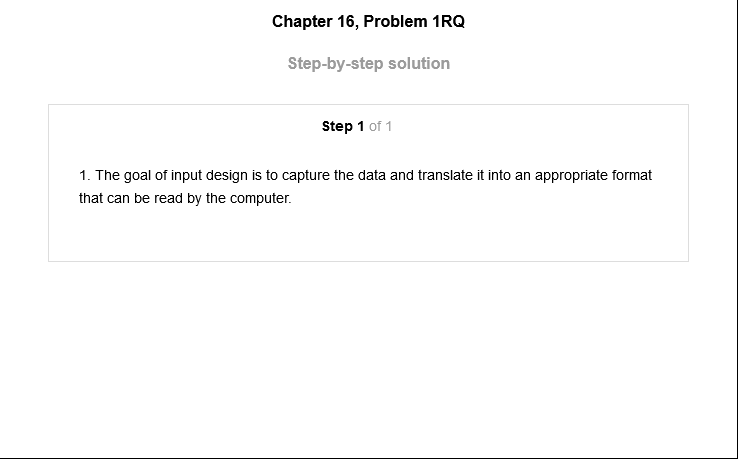 Chapter 16, Problem 1RQ
Step-by-step solution
Step 1 of 1
1. The goal of input design is to capture the data and translate it into an appropriate format
that can be read by the computer.